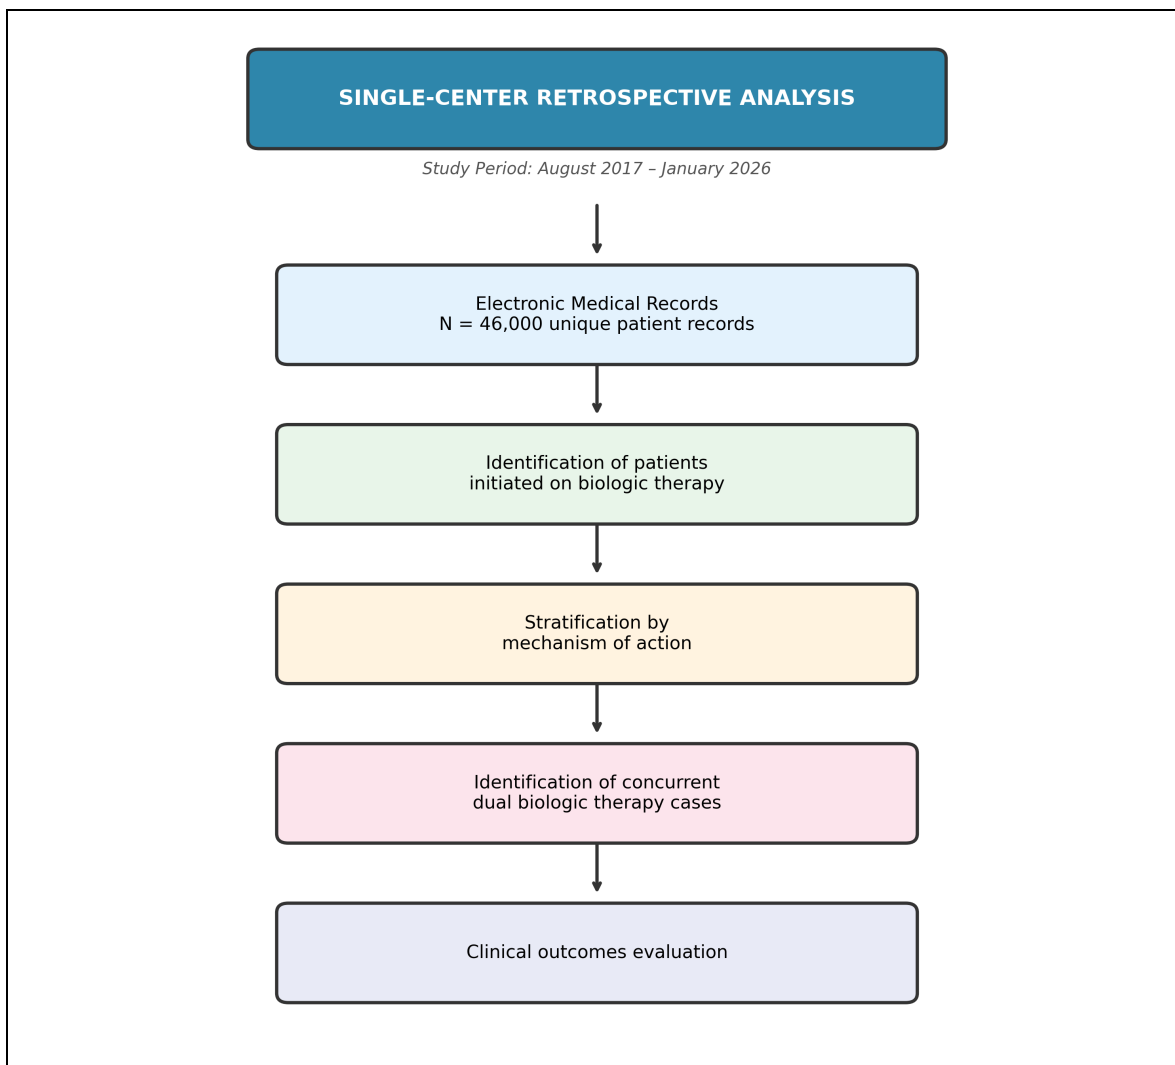 SINGLE-CENTER RETROSPECTIVE ANALYSIS
Study Period: August 2017 – January 2026
Electronic Medical Records
N = 46,000 unique patient records
Identification of patients
initiated on biologic therapy
Stratification by
mechanism of action
Identification of concurrent
dual biologic therapy cases
Clinical outcomes evaluation